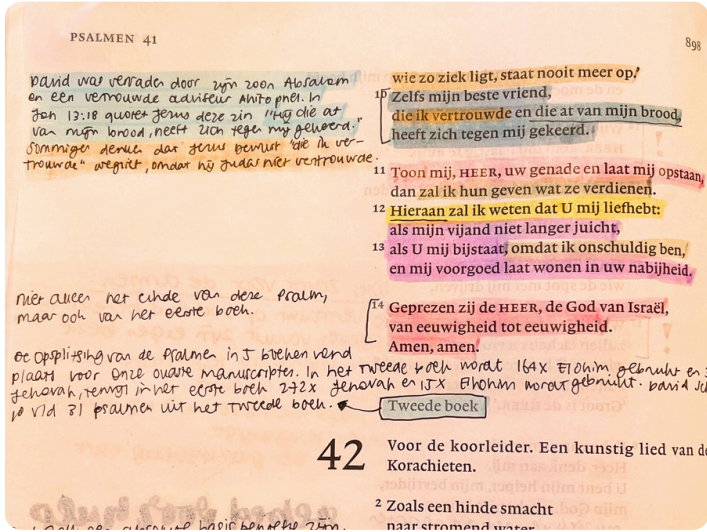 PSALMEN 41
898
David was verraden door zijn zoon Absalom
en een vertrouwde adviseur Ahitophel. In
Joh 13:18 quotet Jezus deze zin "Hij die at
van mijn brood, heeft zich tegen mij gekeerd."
Sommigen denken dat Jezus bewust "die ik ver-
trouwde" weglet, omdat hij Judas niet vertrouwde.
wie zo ziek ligt, staat nooit meer op.'
10 Zelfs mijn beste vriend,
die ik vertrouwde en die at van mijn brood,
heeft zich tegen mij gekeerd.
11 Toon mij, HEER, uw genade en laat mij opstaan,
dan zal ik hun geven wat ze verdienen.
12 Hieraan zal ik weten dat U mij liefhebt:
als mijn vijand niet langer juicht,
13 als U mij bijstaat, omdat ik onschuldig ben,
en mij voorgoed laat wonen in uw nabijheid.
Niet alleen het einde van deze Psalm,
maar ook van het eerste boek.
14 Geprezen zij de HEER, de God van Israël,
van eeuwigheid tot eeuwigheid.
Amen, amen!
De opsplitsing van de Psalmen in 5 boeken vond
plaats voor onze oudste manuscripten. In het tweede boek wordt 164x Elohim gebruikt en
Jehovah, terwijl in het eerste boek 272x Jehovah en 15x Elohim wordt gebruikt. David
v/d 31 psalmen uit het tweede boek.
Tweede boek
42 Voor de koorleider. Een kunstig lied van de
Korachieten.
2 Zoals een hinde smacht
naar stromend water
absolute basisbehoefte zijn